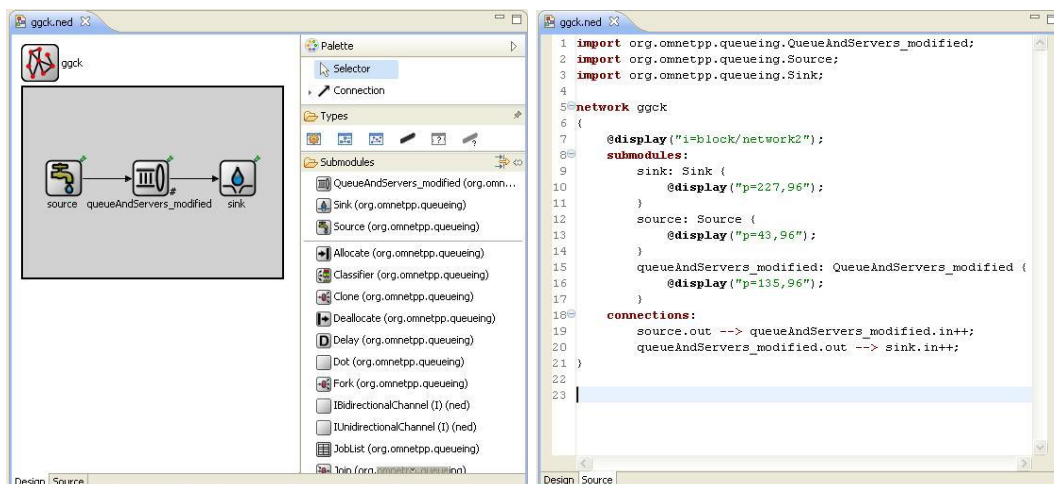 ggck.ned
ggck
source queueAndServers_modified sink
Palette
Selector
Connection
Types
Submodules
QueueAndServers_modified (org.omn...
Sink (org.omnetpp.queueing)
Source (org.omnetpp.queueing)
Allocate (org.omnetpp.queueing)
Classifier (org.omnetpp.queueing)
Clone (org.omnetpp.queueing)
Deallocate (org.omnetpp.queueing)
Delay (org.omnetpp.queueing)
Dot (org.omnetpp.queueing)
Fork (org.omnetpp.queueing)
IBidirectionalChannel (I) (ned)
IUnidirectionalChannel (I) (ned)
JobList (org.omnetpp.queueing)
Join (org.omnetpp.queueing)
Design Source
ggck.ned
1 import org.omnetpp.queueing.QueueAndServers_modified;
2 import org.omnetpp.queueing.Source;
3 import org.omnetpp.queueing.Sink;
4
5 network ggck
6 {
7 @display("i=block/network2");
8 submodules:
9 sink: Sink {
10 @display("p=227,96");
11 }
12 source: Source {
13 @display("p=43,96");
14 }
15 queueAndServers_modified: QueueAndServers_modified {
16 @display("p=135,96");
17 }
18 connections:
19 source.out --> queueAndServers_modified.in++;
20 queueAndServers_modified.out --> sink.in++;
21 }
22
23
Design Source